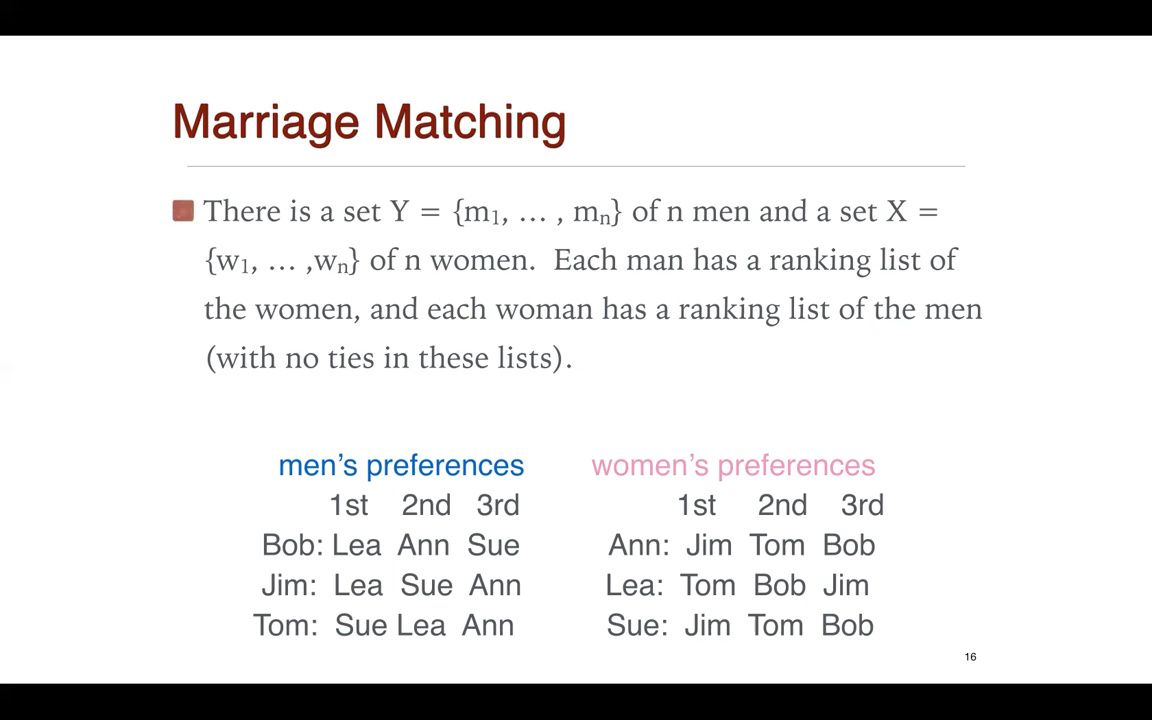 Marriage Matching
There is a set Y = {m1, … , mn} of n men and a set X =
{w1, … ,wn} of n women. Each man has a ranking list of
the women, and each woman has a ranking list of the men
(with no ties in these lists).
men's preferences women's preferences
1st 2nd 3rd 1st 2nd 3rd
Bob: Lea Ann Sue Ann: Jim Tom Bob
Jim: Lea Sue Ann Lea: Tom Bob Jim
Tom: Sue Lea Ann Sue: Jim Tom Bob
16